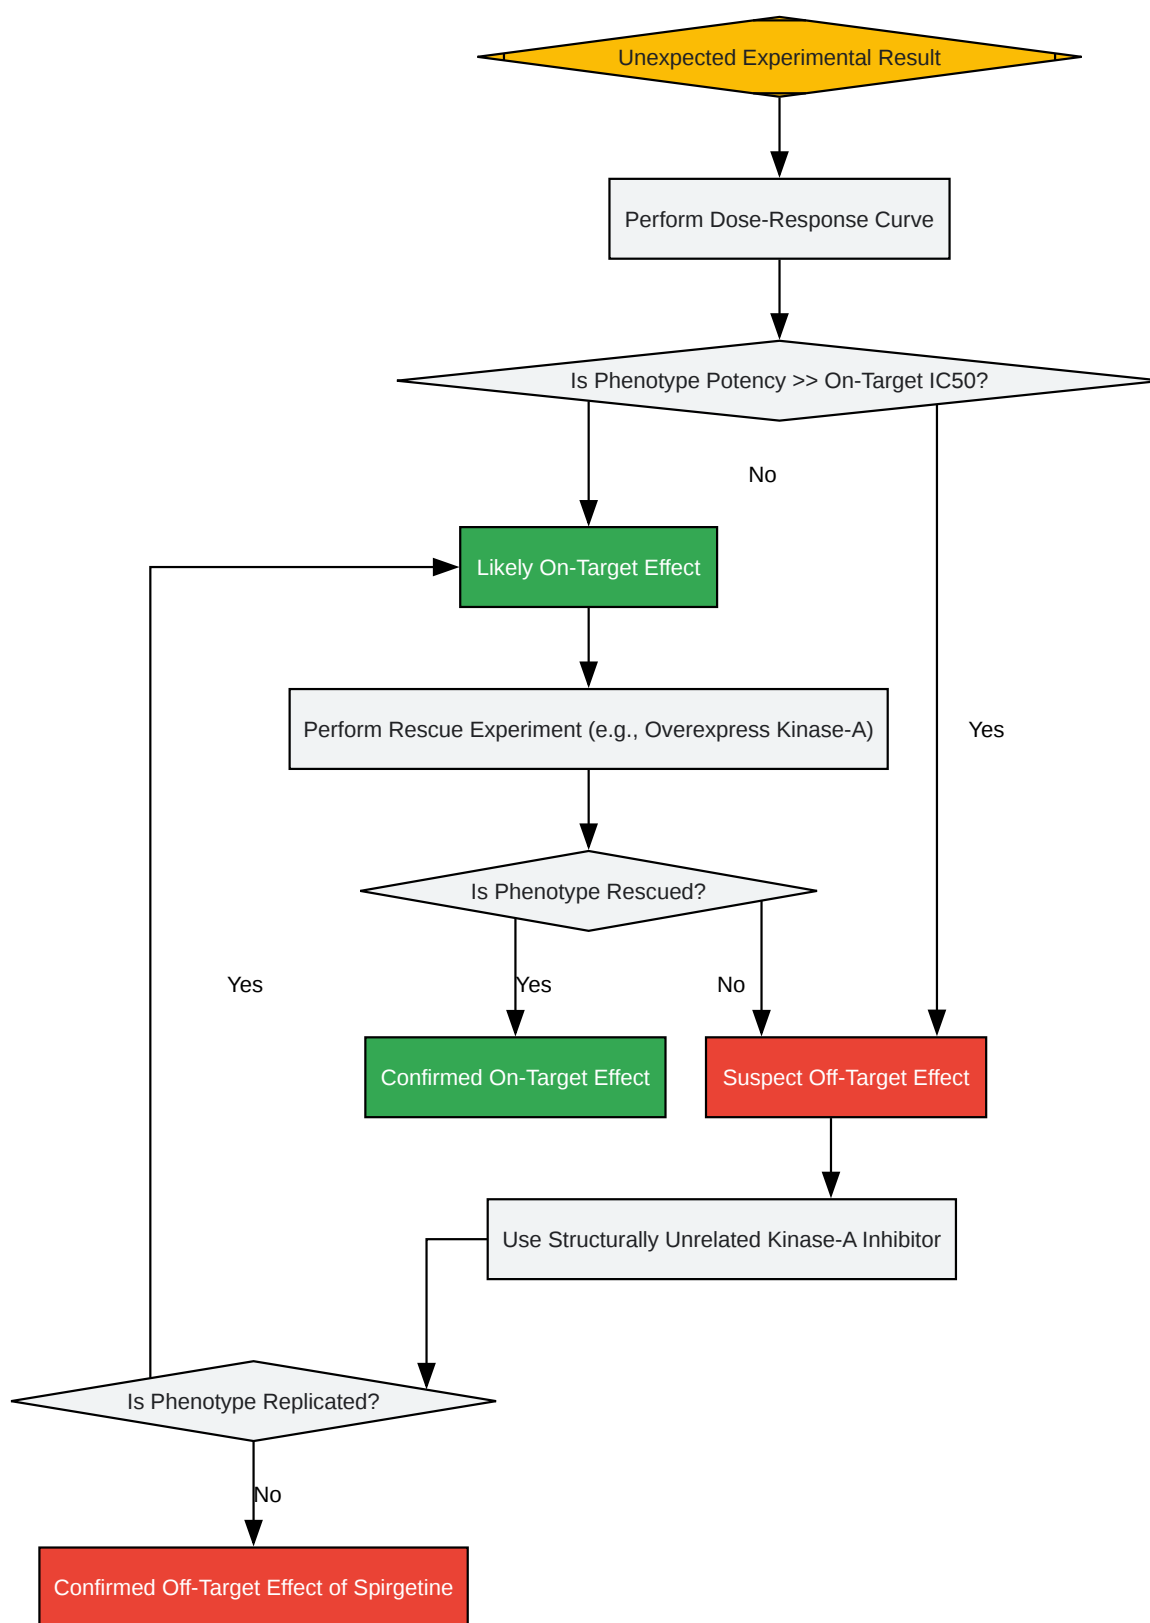 Unexpected Experimental Result
Perform Dose-Response Curve
Is Phenotype Potency >> On-Target IC50?
No
Likely On-Target Effect
Perform Rescue Experiment (e.g., Overexpress Kinase-A)
Yes
Is Phenotype Rescued?
Yes
Yes
No
Confirmed On-Target Effect
Suspect Off-Target Effect
Use Structurally Unrelated Kinase-A Inhibitor
Is Phenotype Replicated?
No
Confirmed Off-Target Effect of Spirgetine